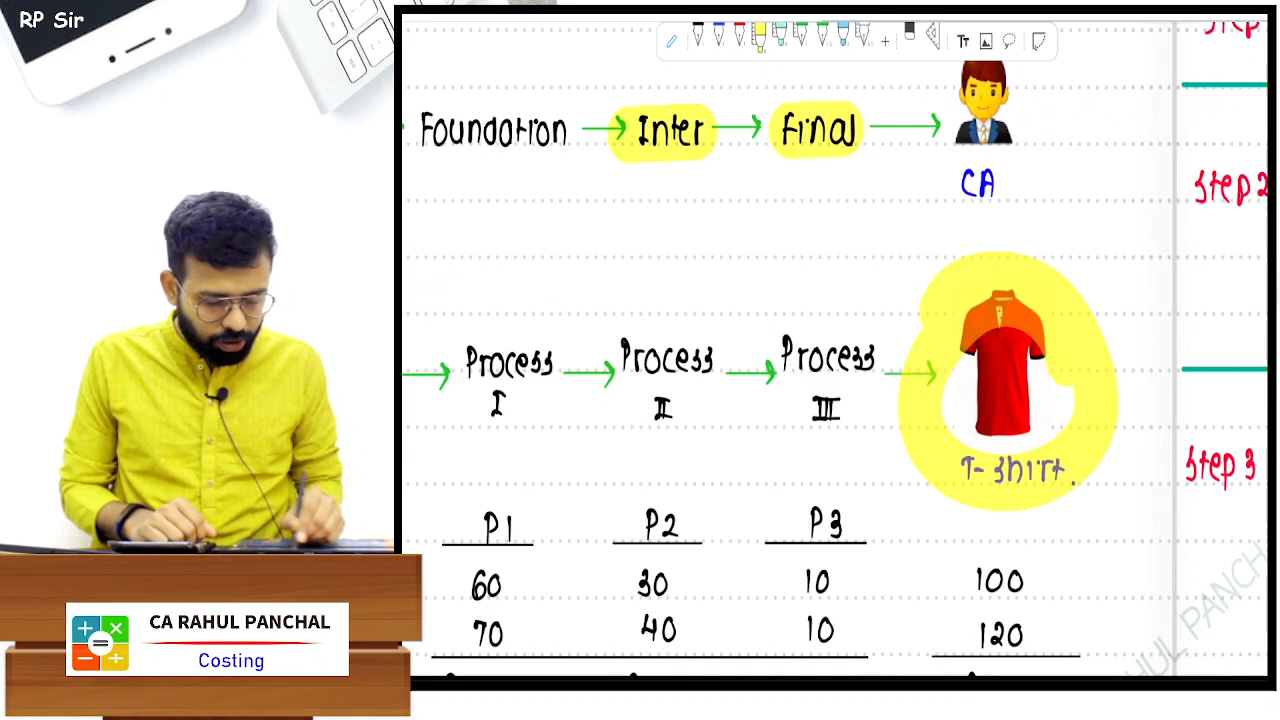 RP Sir
CA RAHUL PANCHAL
Costing
Foundation → Inter → Final →
CA
Process I → Process II → Process III →
T-shirt.
P1 P2 P3
60 30 10 100
70 40 10 120
Step 2
Step 3